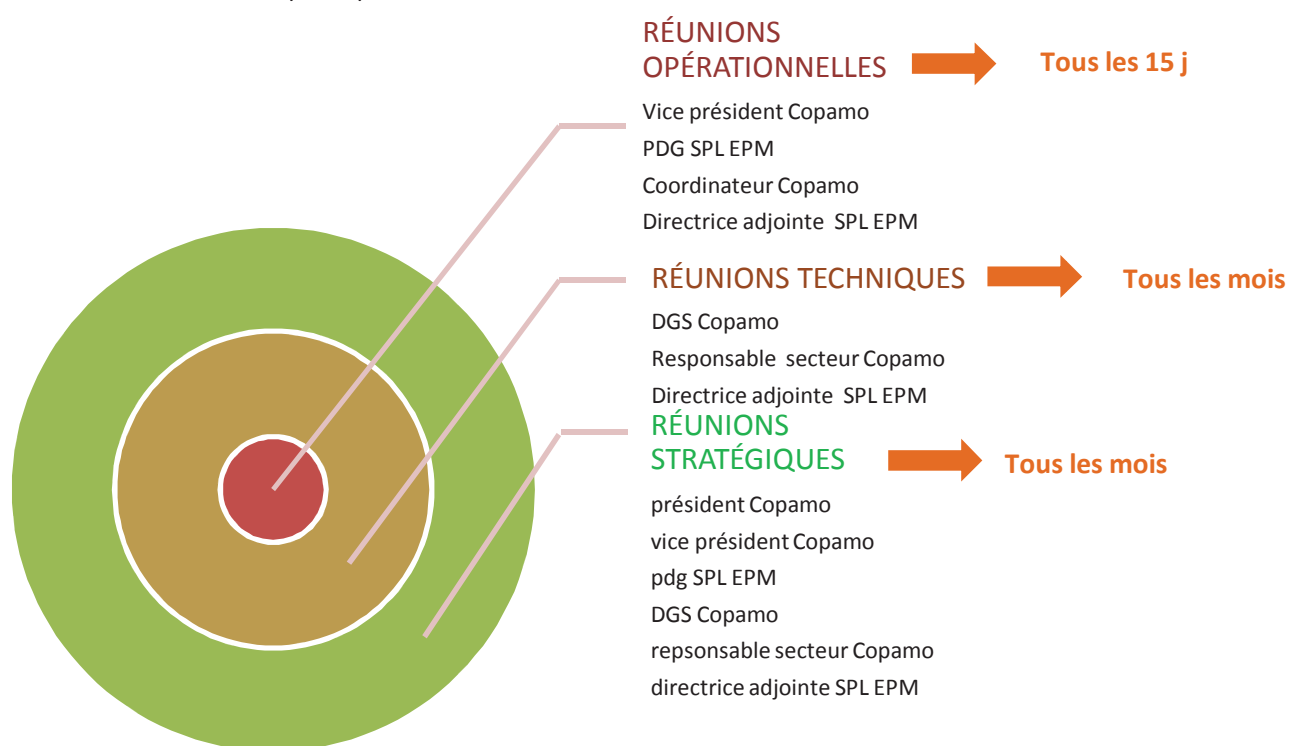 RÉUNIONS
OPÉRATIONNELLES
Tous les 15 j
Vice président Copamo
PDG SPL EPM
Coordinateur Copamo
Directrice adjointe SPL EPM
RÉUNIONS TECHNIQUES
Tous les mois
DGS Copamo
Responsable secteur Copamo
Directrice adjointe SPL EPM
RÉUNIONS
STRATÉGIQUES
Tous les mois
président Copamo
vice président Copamo
pdg SPL EPM
DGS Copamo
repsonsable secteur Copamo
directrice adjointe SPL EPM